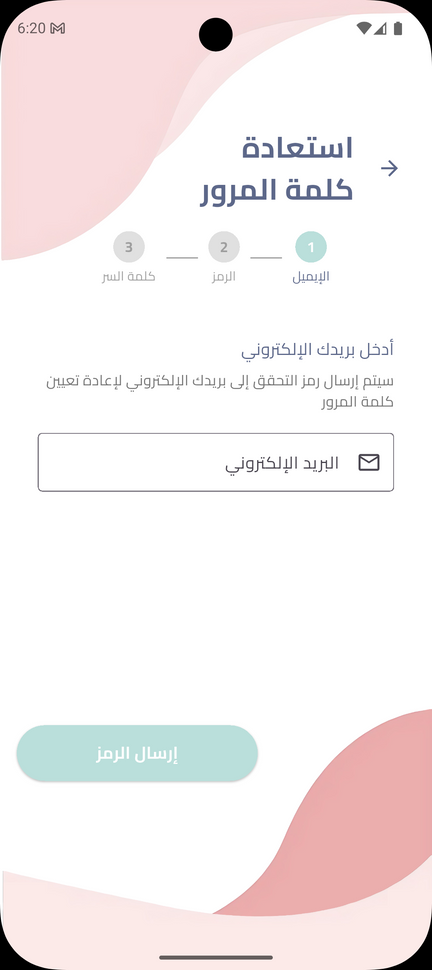 6:20
استعادة
كلمة المرور
1
2
3
الإيميل
الرمز
كلمة السر
أدخل بريدك الإلكتروني
سيتم إرسال رمز التحقق إلى بريدك الإلكتروني لإعادة تعيين
كلمة المرور
البريد الإلكتروني
إرسال الرمز